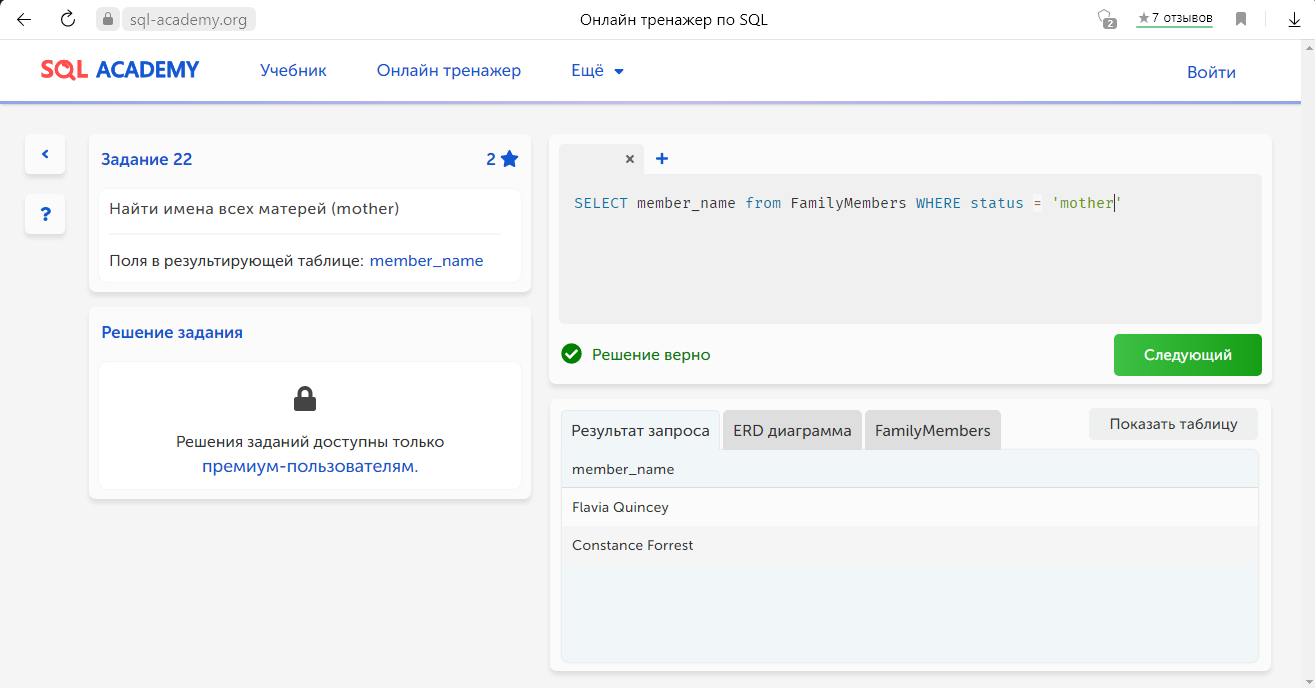 sql-academy.org
Онлайн тренажер по SQL
2
★ 7 отзывов
SQL ACADEMY
Учебник
Онлайн тренажер
Ещё
Войти
Задание 22
2
Найти имена всех матерей (mother)
Поля в результирующей таблице: member_name
?
Решение задания
Решения заданий доступны только
премиум-пользователям.
× +
SELECT member_name from FamilyMembers WHERE status = 'mother'
Решение верно
Следующий
Результат запроса
ERD диаграмма
FamilyMembers
Показать таблицу
member_name
Flavia Quincey
Constance Forrest